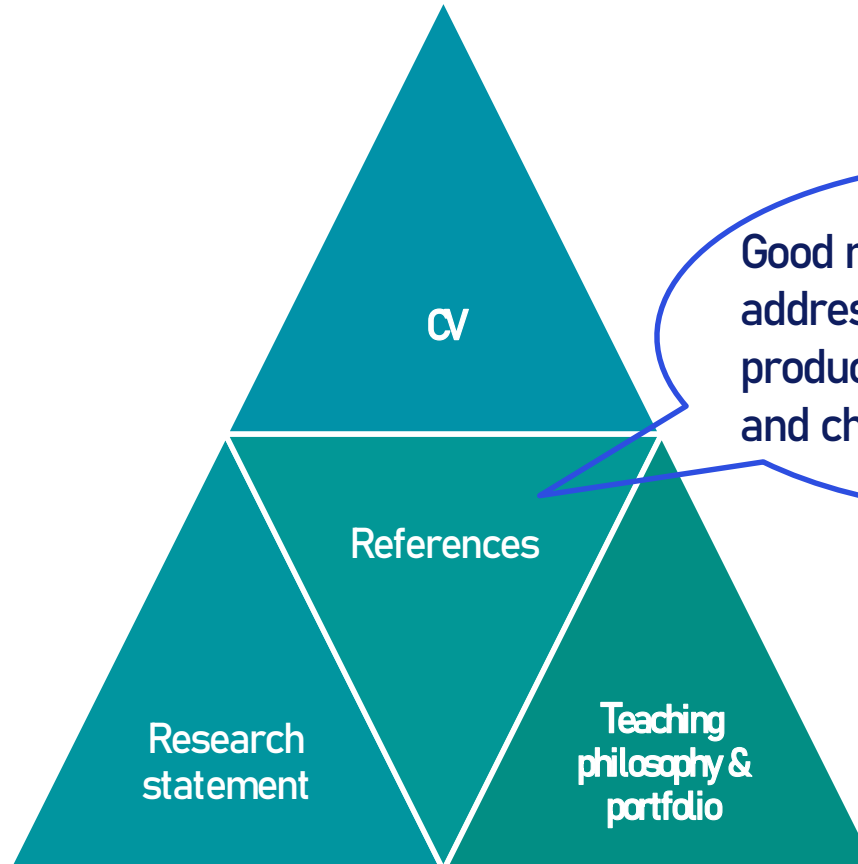 CV
Good
addres
produc
and ch
References
Research
statement
Teaching
philosophy &
portfolio